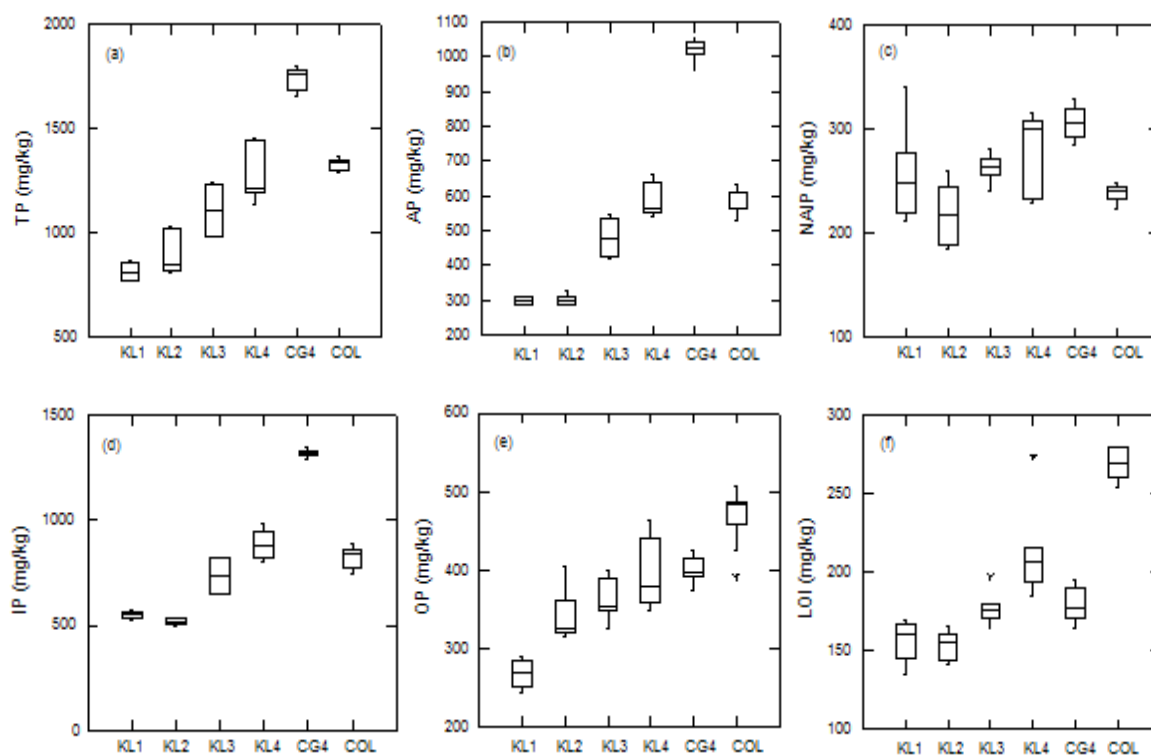 (a)
TP (mg/kg)
2000
1500
1000
500
KL1 KL2 KL3 KL4 CG4 COL
(b)
AP (mg/kg)
1100
1000
900
800
700
600
500
400
300
200
KL1 KL2 KL3 KL4 CG4 COL
(c)
NAIP (mg/kg)
400
300
200
100
KL1 KL2 KL3 KL4 CG4 COL
(d)
IP (mg/kg)
1500
1000
500
0
KL1 KL2 KL3 KL4 CG4 COL
(e)
OP (mg/kg)
600
500
400
300
200
KL1 KL2 KL3 KL4 CG4 COL
(f)
LOI (mg/kg)
300
250
200
150
100
KL1 KL2 KL3 KL4 CG4 COL